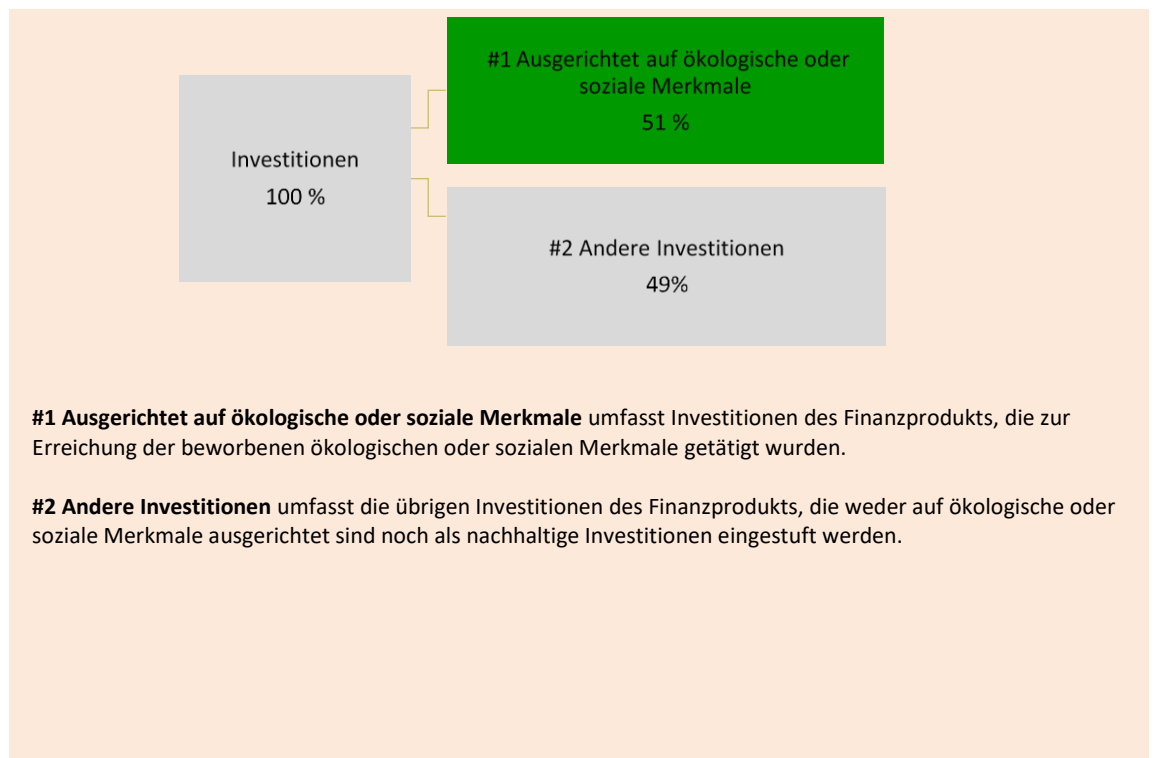 #1 Ausgerichtet auf ökologische oder
soziale Merkmale
51 %
Investitionen
100 %
#2 Andere Investitionen
49%
#1 Ausgerichtet auf ökologische oder soziale Merkmale umfasst Investitionen des Finanzprodukts, die zur
Erreichung der beworbenen ökologischen oder sozialen Merkmale getätigt wurden.
#2 Andere Investitionen umfasst die übrigen Investitionen des Finanzprodukts, die weder auf ökologische oder
soziale Merkmale ausgerichtet sind noch als nachhaltige Investitionen eingestuft werden.